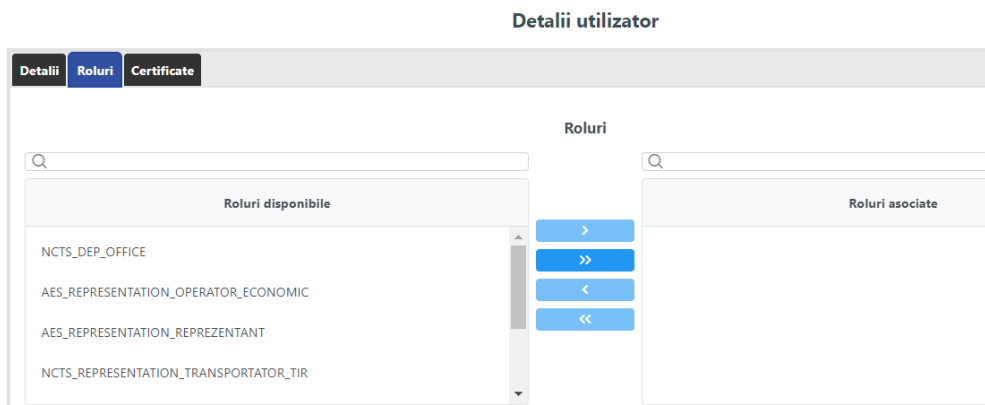 Detalii utilizator
Detalii Roluri Certificate
Roluri
Roluri disponibile
Roluri asociate
NCTS_DEP_OFFICE
AES_REPRESENTATION_OPERATOR_ECONOMIC
AES_REPRESENTATION_REPREZENTANT
NCTS_REPRESENTATION_TRANSPORTATOR_TIR